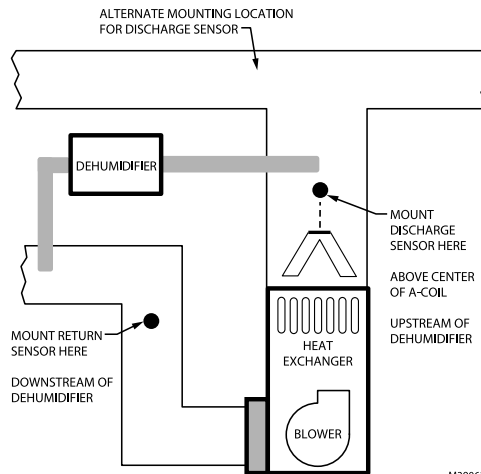 ALTERNATE MOUNTING LOCATION
FOR DISCHARGE SENSOR
DEHUMIDIFIER
MOUNT
DISCHARGE
SENSOR HERE
ABOVE CENTER
OF A-COIL
UPSTREAM OF
DEHUMIDIFIER
MOUNT RETURN
SENSOR HERE
DOWNSTREAM OF
DEHUMIDIFIER
HEAT
EXCHANGER
BLOWER